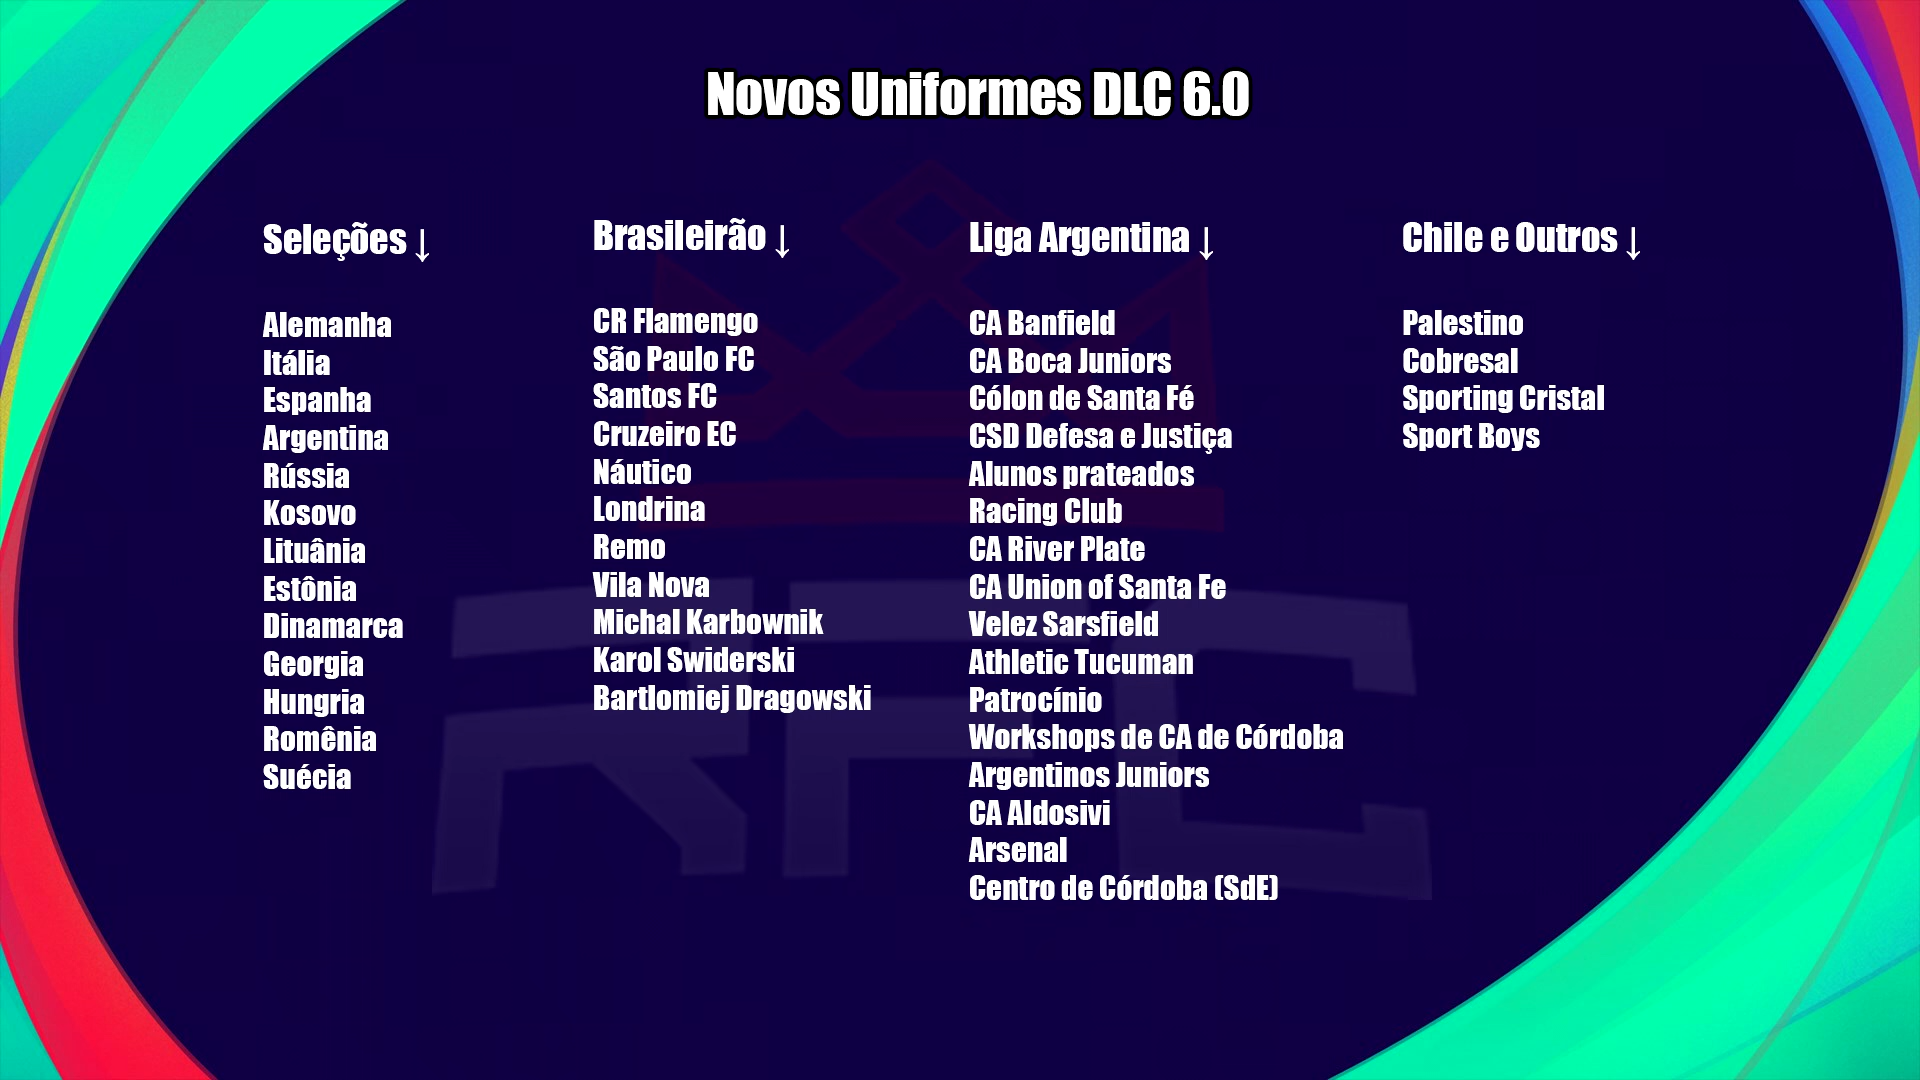 Novos Uniformes DLC 6.0
Seleções ↓
Alemanha
Itália
Espanha
Argentina
Rússia
Kosovo
Lituânia
Estônia
Dinamarca
Georgia
Hungria
Romênia
Suécia
Brasileirão ↓
CR Flamengo
São Paulo FC
Santos FC
Cruzeiro EC
Náutico
Londrina
Remo
Vila Nova
Michal Karbownik
Karol Swiderski
Bartlomiej Dragowski
Liga Argentina ↓
CA Banfield
CA Boca Juniors
Cólon de Santa Fé
CSD Defesa e Justiça
Alunos prateados
Racing Club
CA River Plate
CA Union of Santa Fe
Velez Sarsfield
Athletic Tucuman
Patrocínio
Workshops de CA de Córdoba
Argentinos Juniors
CA Aldosivi
Arsenal
Centro de Córdoba (SdE)
Chile e Outros ↓
Palestino
Cobresal
Sporting Cristal
Sport Boys